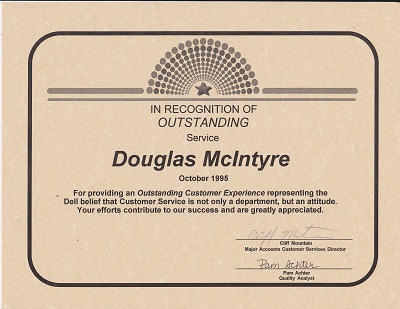 IN RECOGNITION OF
OUTSTANDING
Service
Douglas McIntyre
October 1995
For providing an Outstanding Customer Experience representing the
Dell belief that Customer Service is not only a department, but an attitude.
Your efforts contribute to our success and are greatly appreciated.
Cliff Mountain
Major Accounts Customer Services Director
Pam Achter
Pam Achter
Quality Analyst